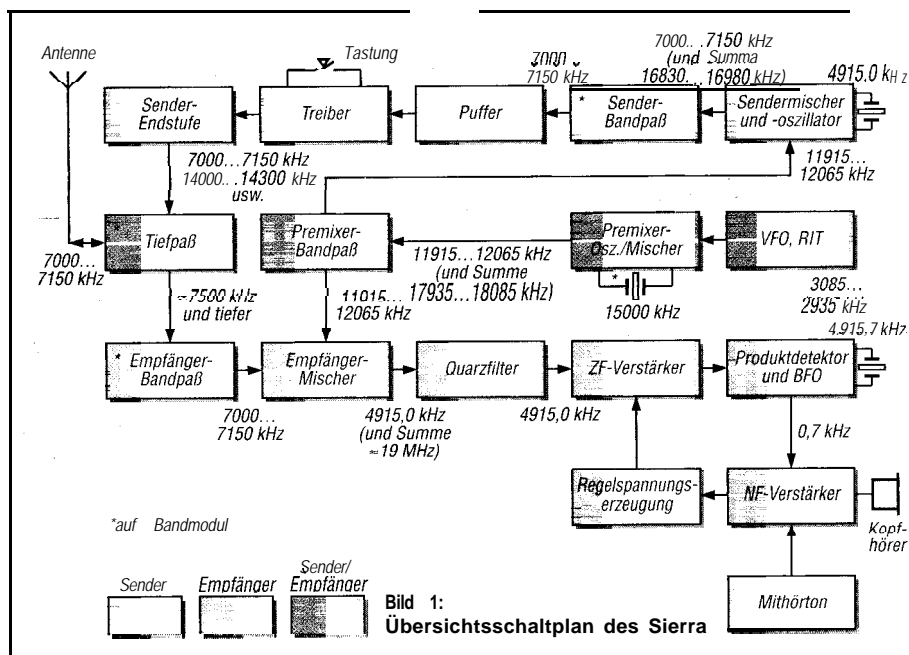 Antenne
Tastung
7000...
7150 kHz
7000...7150 kHz
(und Summa
16830...16980 kHz)
4915.0 kHz
Sender-
Endstufe
Treiber
Puffer
*
Sender-
Bandpaß
Sendermischer
und -oszillator
7000...7150 kHz
14000...14300 kHz
usw.
11915...
12065 kHz
*
Tiefpaß
Premixer-
Bandpaß
Premixer-
Osz./Mischer
VFO, RIT
7000...
7150 kHz
11915...12065 kHz
(und Summe
17935...18085 kHz)
*
15000 kHz
3085...
2935 kHz
≈7500 kHz
und tiefer
11915...
12065 kHz
4.915,7 kHz
* Empfänger-
Bandpaß
Empfänger-
Mischer
Quarzfilter
ZF-Verstärker
Produktdetektor
und BFO
7000...
7150 kHz
4915,0 kHz
(und Summe
≈19 MHz)
4915,0 kHz
0,7 kHz
Regelspannungs-
erzeugung
NF-Verstärker
Kopf-
hörer
*auf Bandmodul
Sender
Empfänger
Sender/
Empfänger
Mithörton
Bild 1:
Übersichtsschaltplan des Sierra